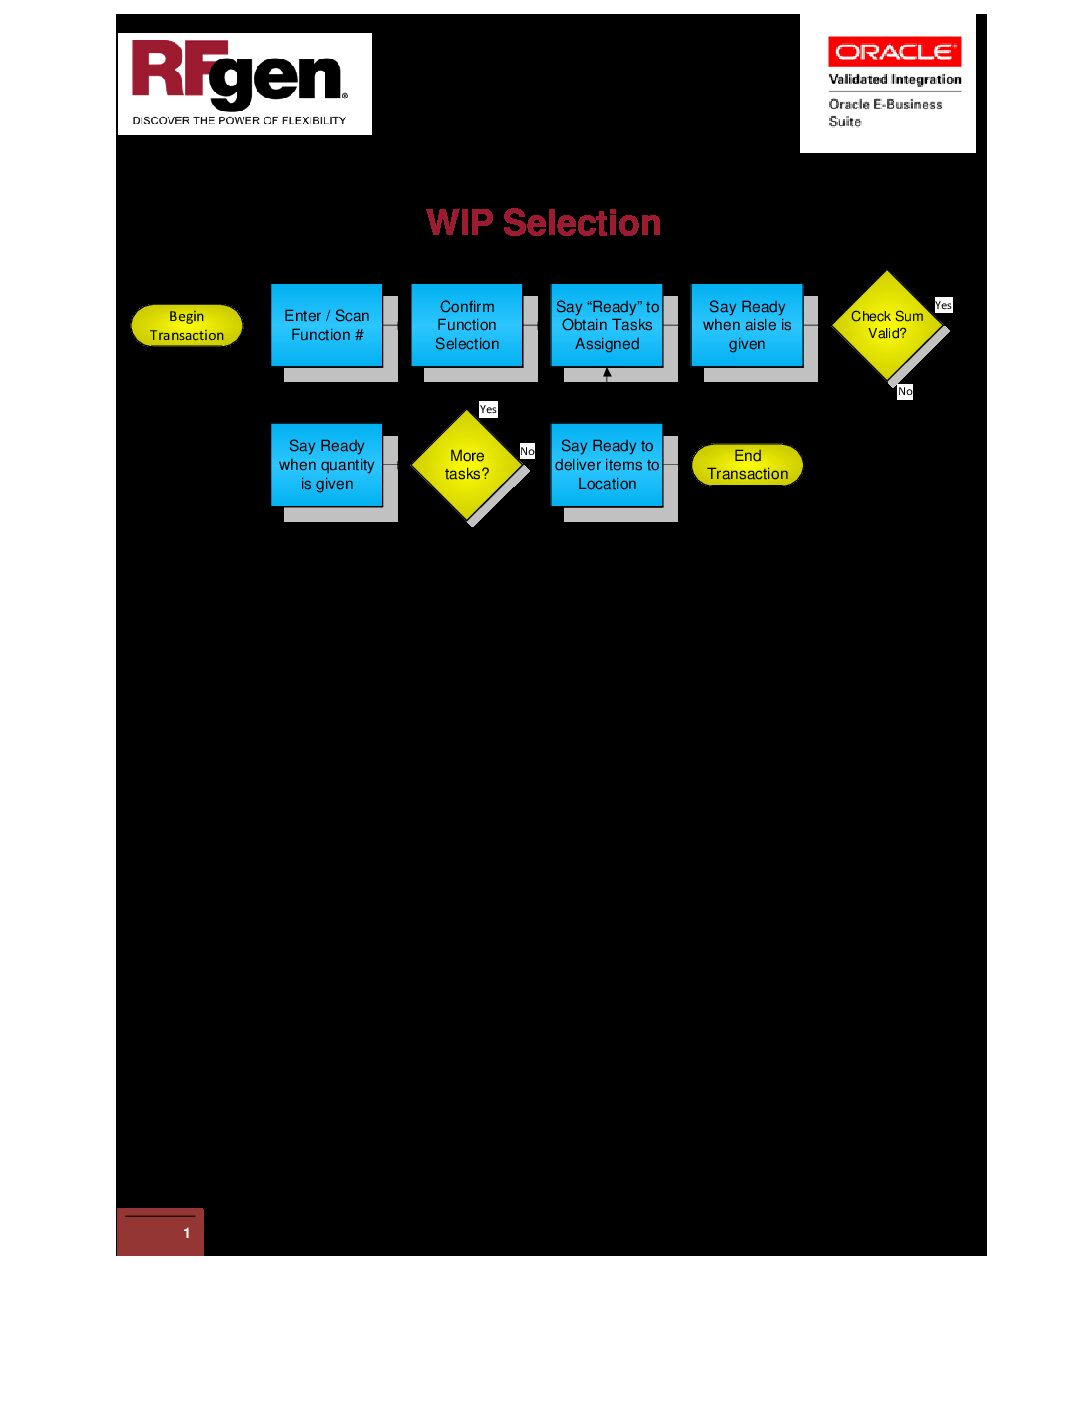 RFgen®
DISCOVER THE POWER OF FLEXIBILITY
ORACLE
Validated Integration
Oracle E-Business
Suite
WIP Selection
Begin
Transaction
Enter / Scan
Function #
Confirm
Function
Selection
Say “Ready” to
Obtain Tasks
Assigned
Say Ready
when aisle is
given
Check Sum
Valid?
Yes
No
Say Ready
when quantity
is given
More
tasks?
Yes
No
Say Ready to
deliver items to
Location
End
Transaction
1